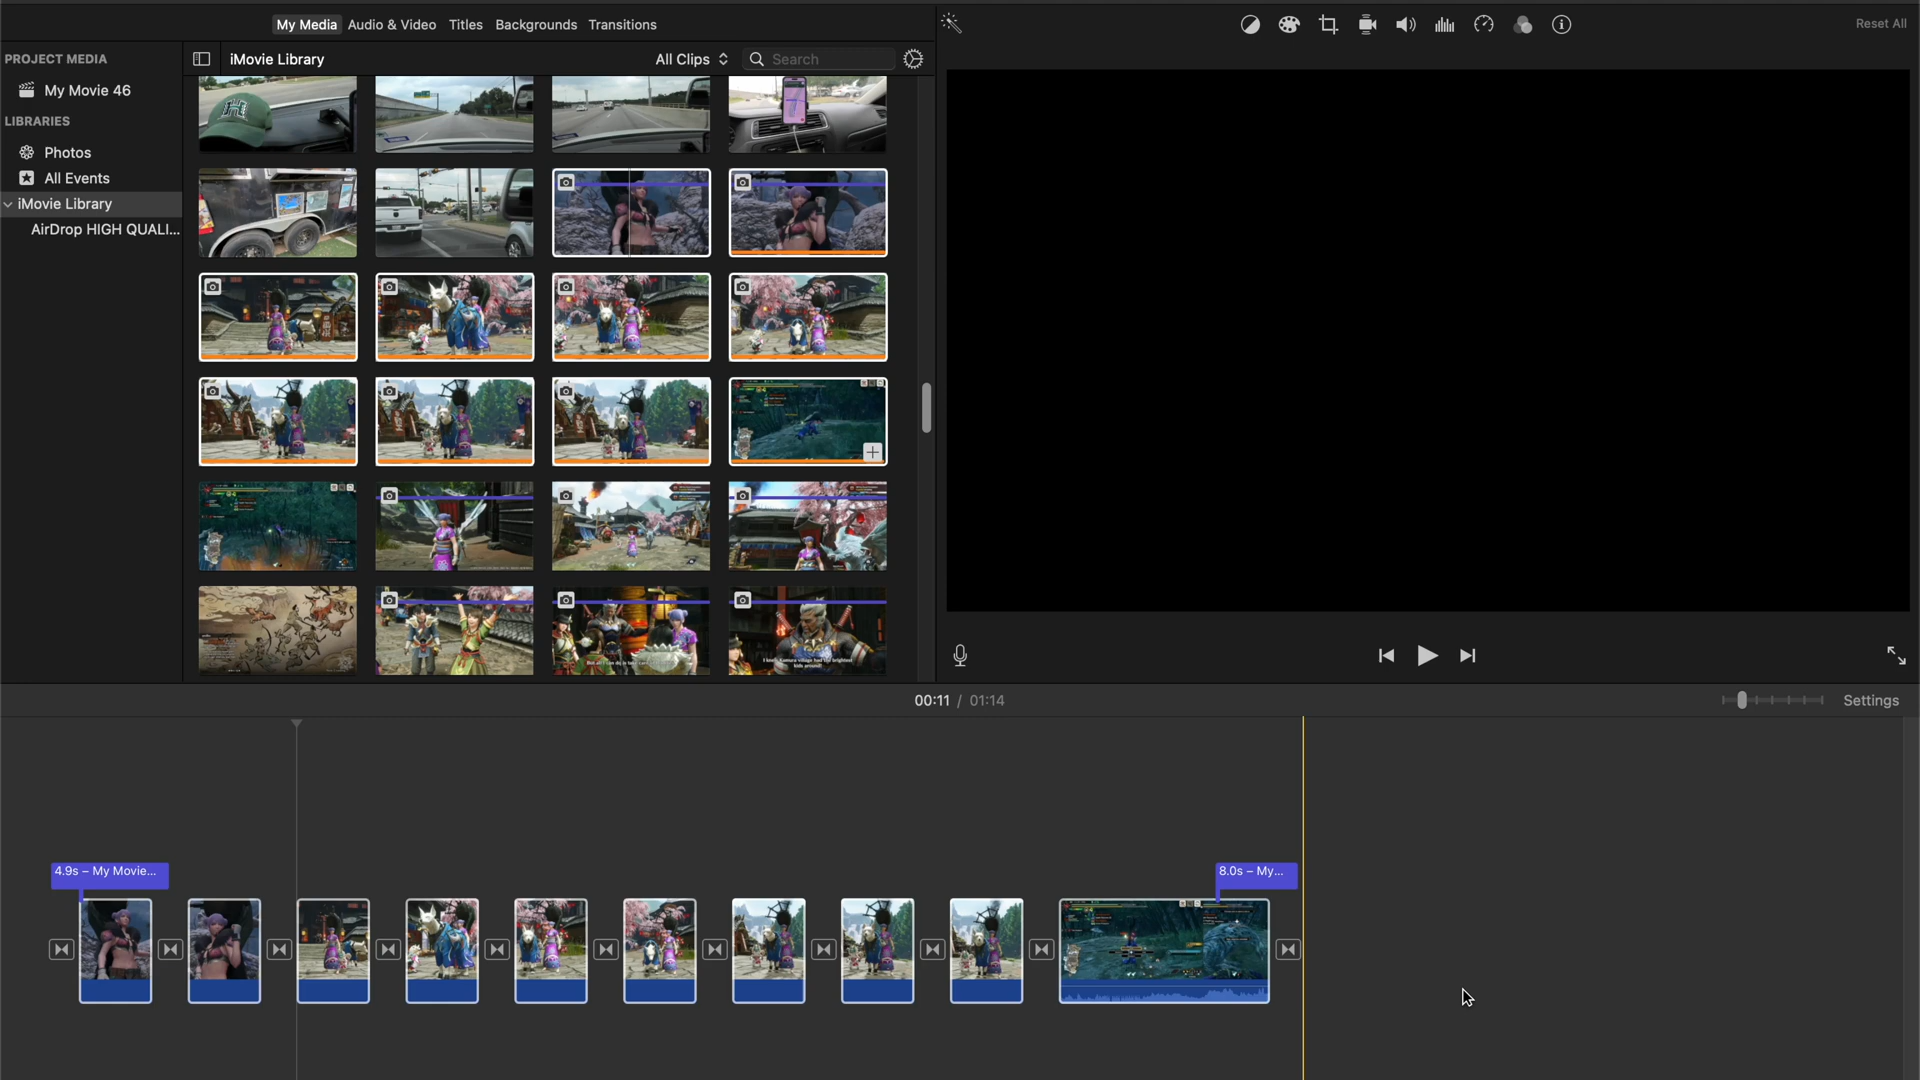 My Media Audio & Video Titles Backgrounds Transitions
Reset All
PROJECT MEDIA
iMovie Library
All Clips
Search
My Movie 46
LIBRARIES
Photos
All Events
iMovie Library
AirDrop HIGH QUALI...
H
00:11 / 01:14
Settings
4.9s – My Movie...
8.0s – My...